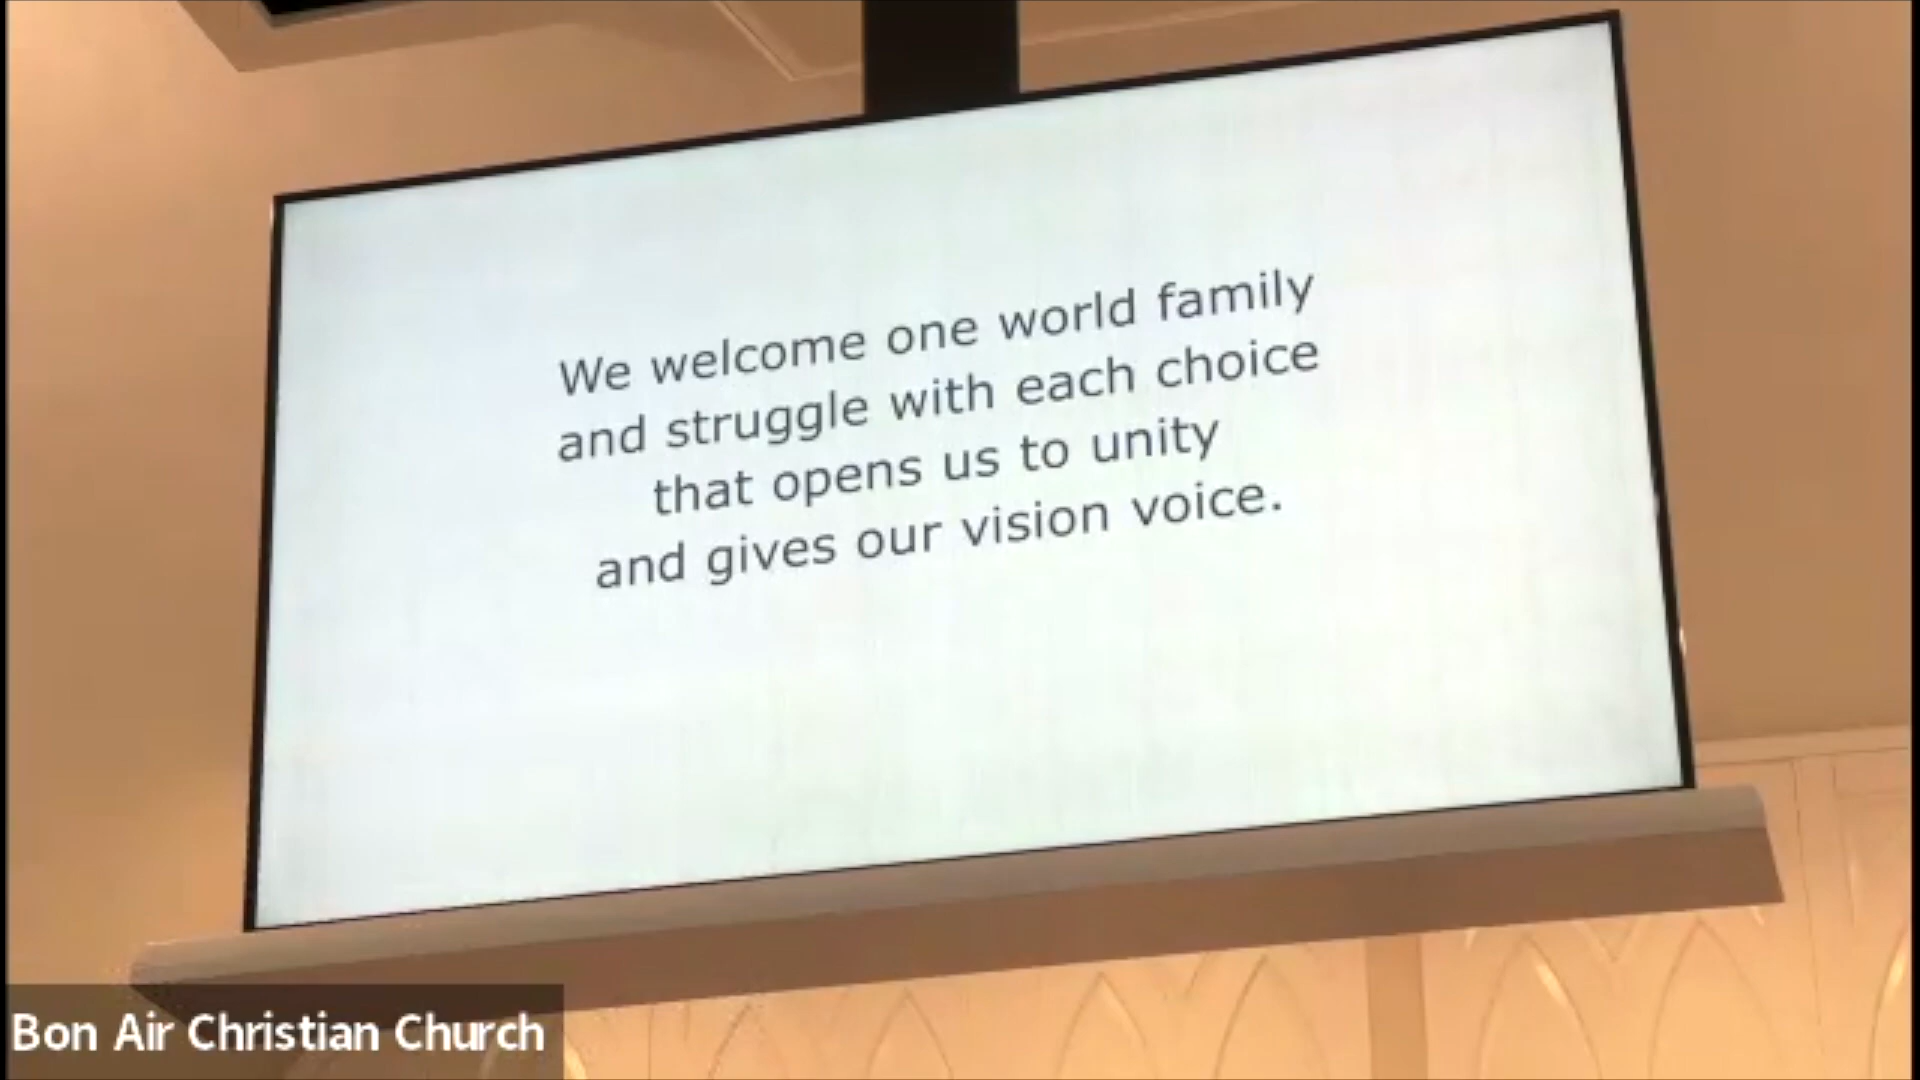 We welcome one world family
and struggle with each choice
that opens us to unity
and gives our vision voice.
Bon Air Christian Church